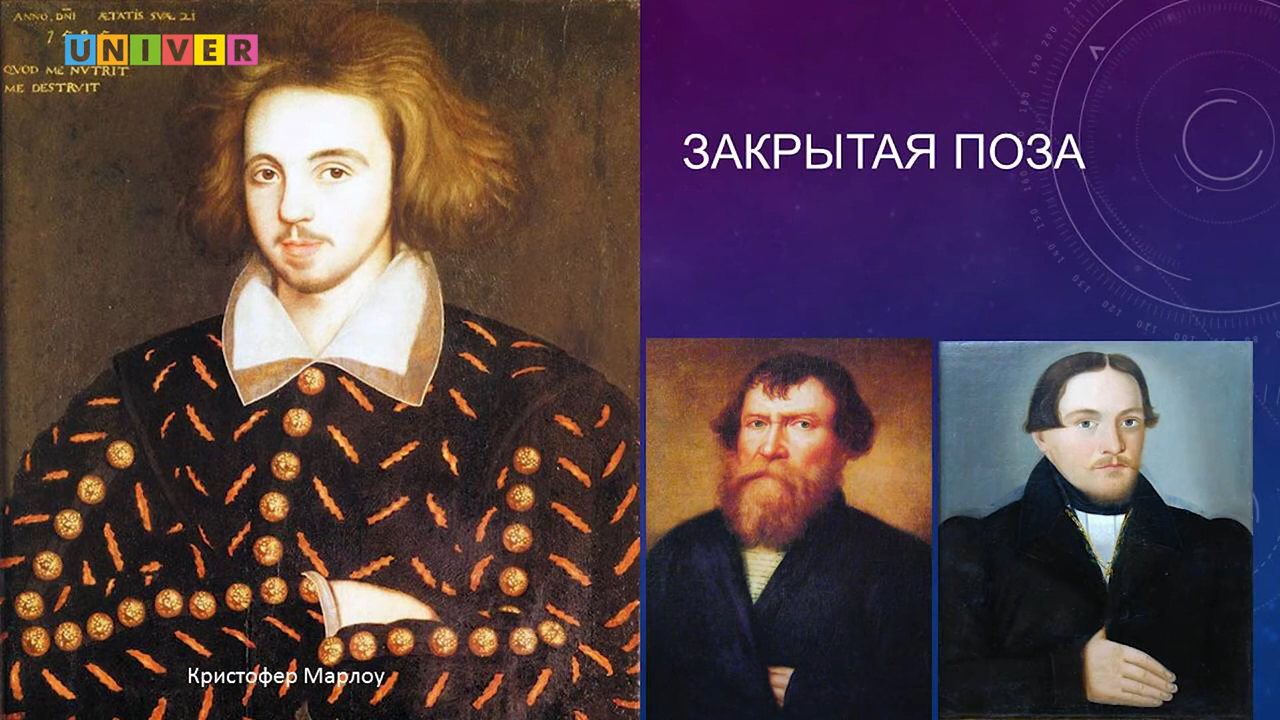 ANNO, DNI ÆTATIS SVÆ 21
UNIVER
QVOD ME NVTRIT
ME DESTRVIT
ЗАКРЫТАЯ ПОЗА
Кристофер Марлоу